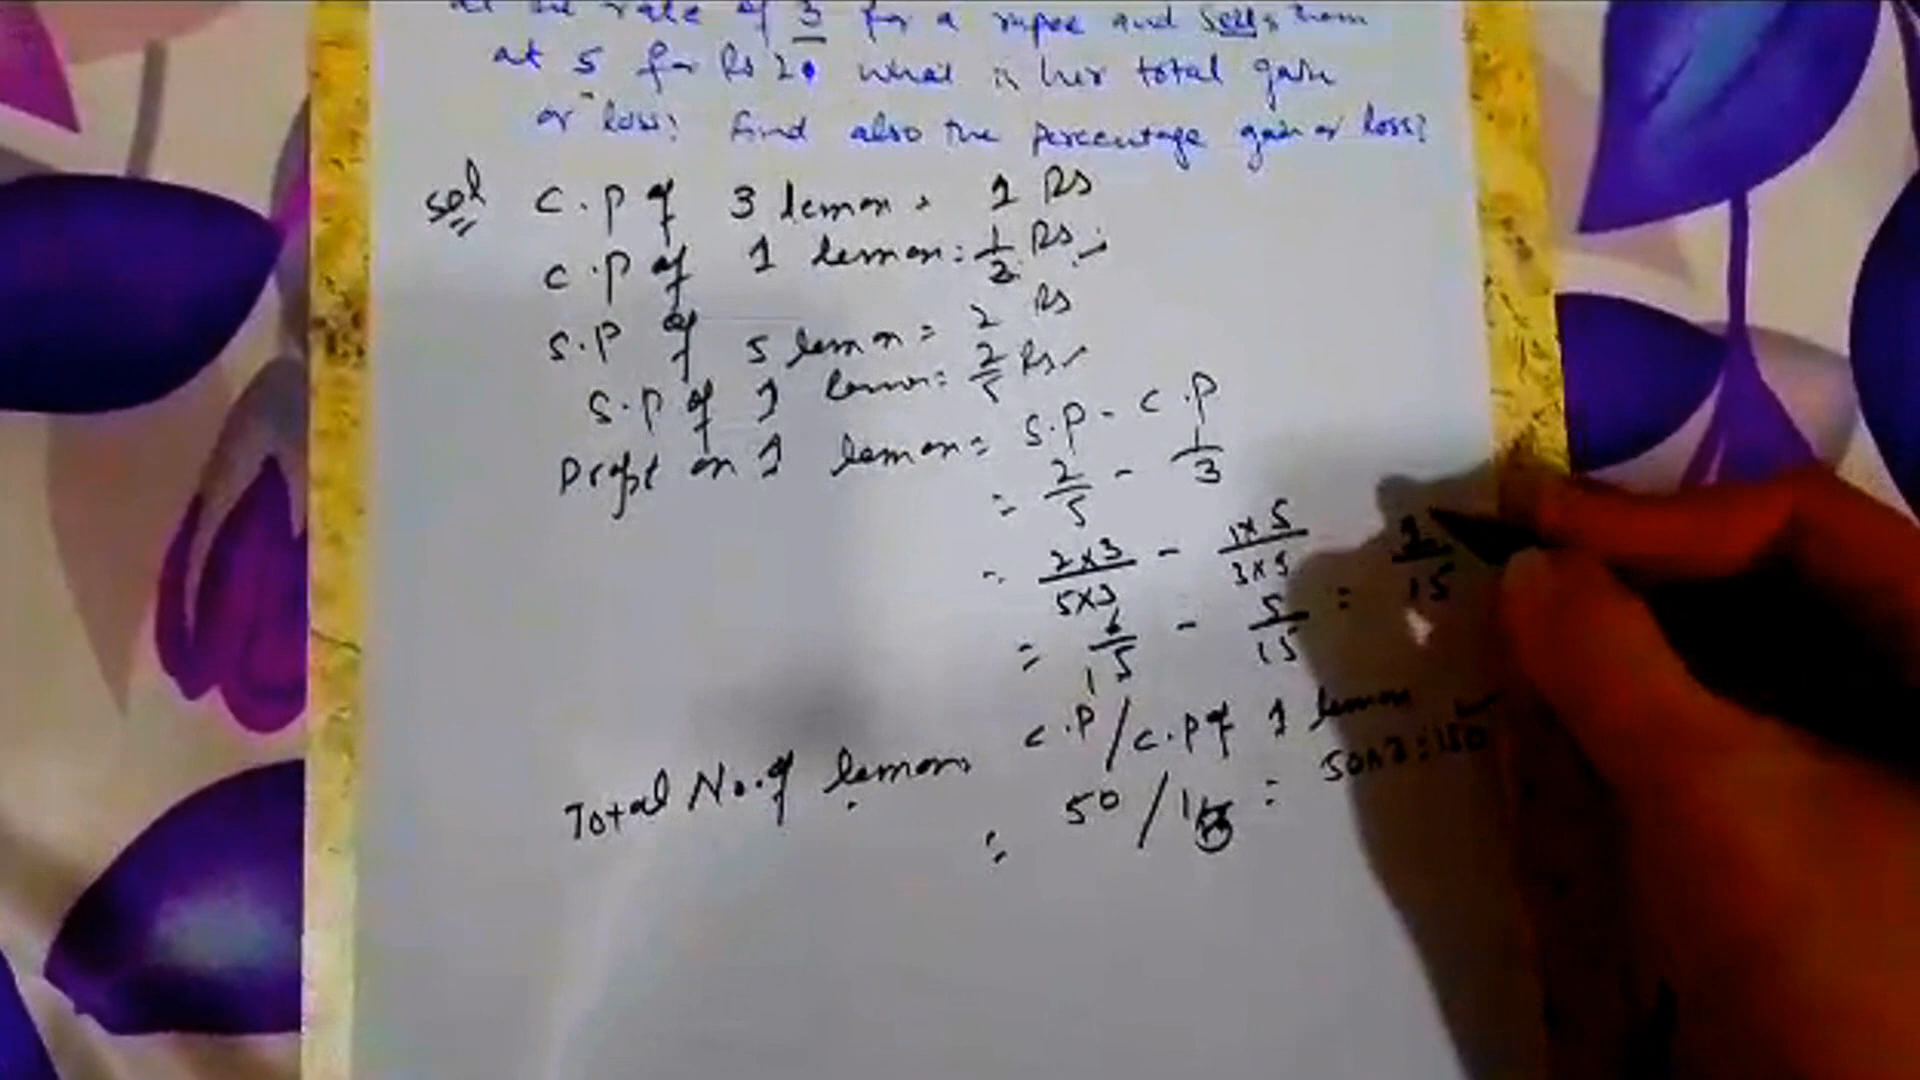 at the rate of 3 for a rupee and sells them
at 5 for Rs 2. What is her total gain
or loss? Find also the percentage gain or loss?
Sol C.P of 3 lemon = 1 RS
C.P of 1 lemon = 1/3 RS
S.P of 5 lemon = 2 RS
S.P of 1 lemon = 2/5 Rs
Profit on 1 lemon = S.P - C.P
= 2/5 - 1/3
= 2×3/5×3 - 1×5/3×5
= 6/15 - 5/15 = 1/15
Total No. of lemon = C.P / C.P of 1 lemon
= 50 / 1/3 = 50×3 = 150